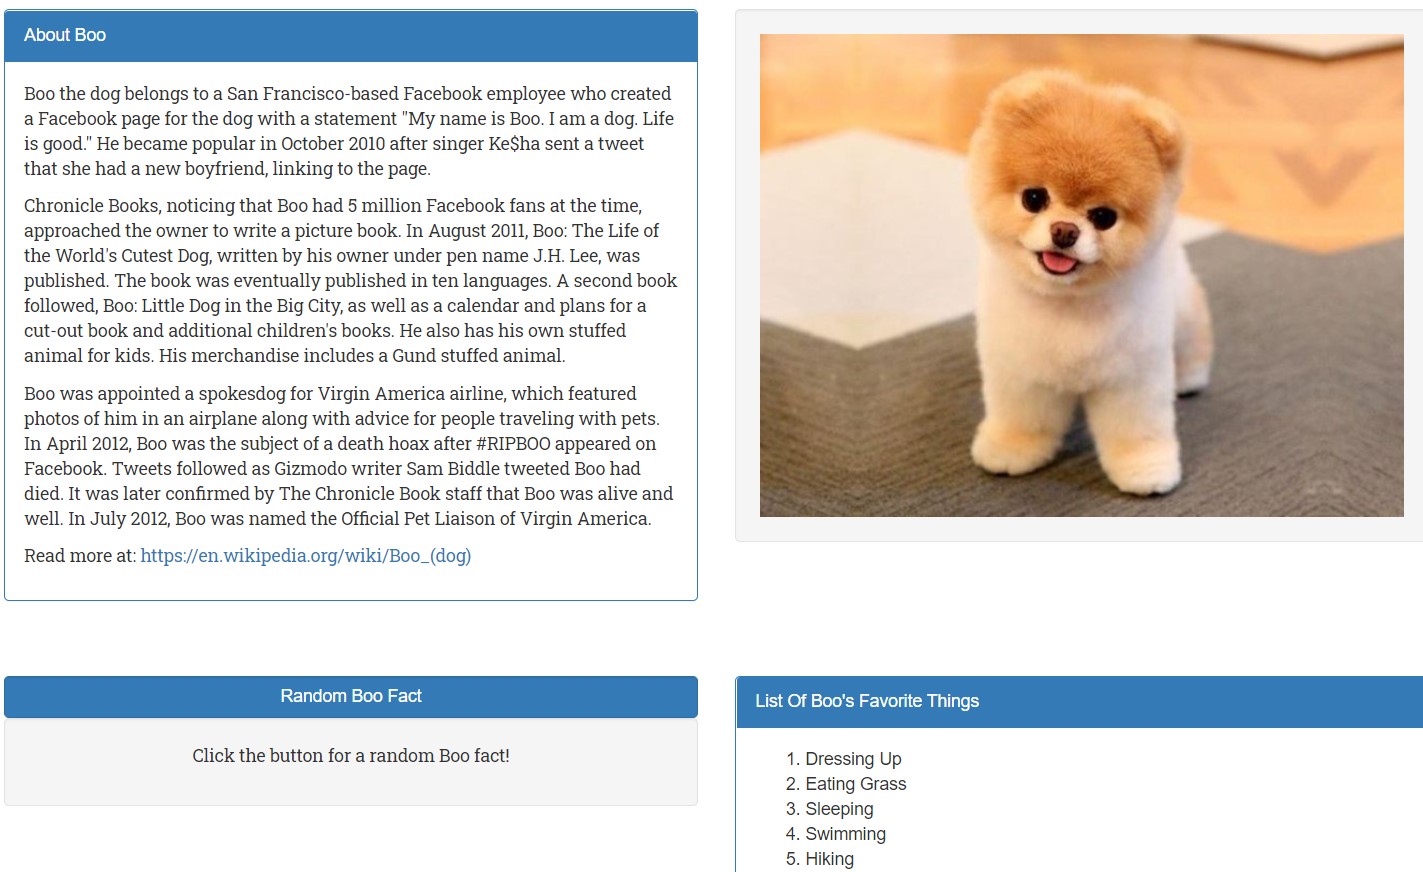 About Boo
Boo the dog belongs to a San Francisco-based Facebook employee who created
a Facebook page for the dog with a statement "My name is Boo. I am a dog. Life
is good." He became popular in October 2010 after singer Ke$ha sent a tweet
that she had a new boyfriend, linking to the page.
Chronicle Books, noticing that Boo had 5 million Facebook fans at the time,
approached the owner to write a picture book. In August 2011, Boo: The Life of
the World's Cutest Dog, written by his owner under pen name J.H. Lee, was
published. The book was eventually published in ten languages. A second book
followed, Boo: Little Dog in the Big City, as well as a calendar and plans for a
cut-out book and additional children's books. He also has his own stuffed
animal for kids. His merchandise includes a Gund stuffed animal.
Boo was appointed a spokesdog for Virgin America airline, which featured
photos of him in an airplane along with advice for people traveling with pets.
In April 2012, Boo was the subject of a death hoax after #RIPBOO appeared on
Facebook. Tweets followed as Gizmodo writer Sam Biddle tweeted Boo had
died. It was later confirmed by The Chronicle Book staff that Boo was alive and
well. In July 2012, Boo was named the Official Pet Liaison of Virgin America.
Read more at: https://en.wikipedia.org/wiki/Boo_(dog)
Random Boo Fact
Click the button for a random Boo fact!
List Of Boo's Favorite Things
1. Dressing Up
2. Eating Grass
3. Sleeping
4. Swimming
5. Hiking